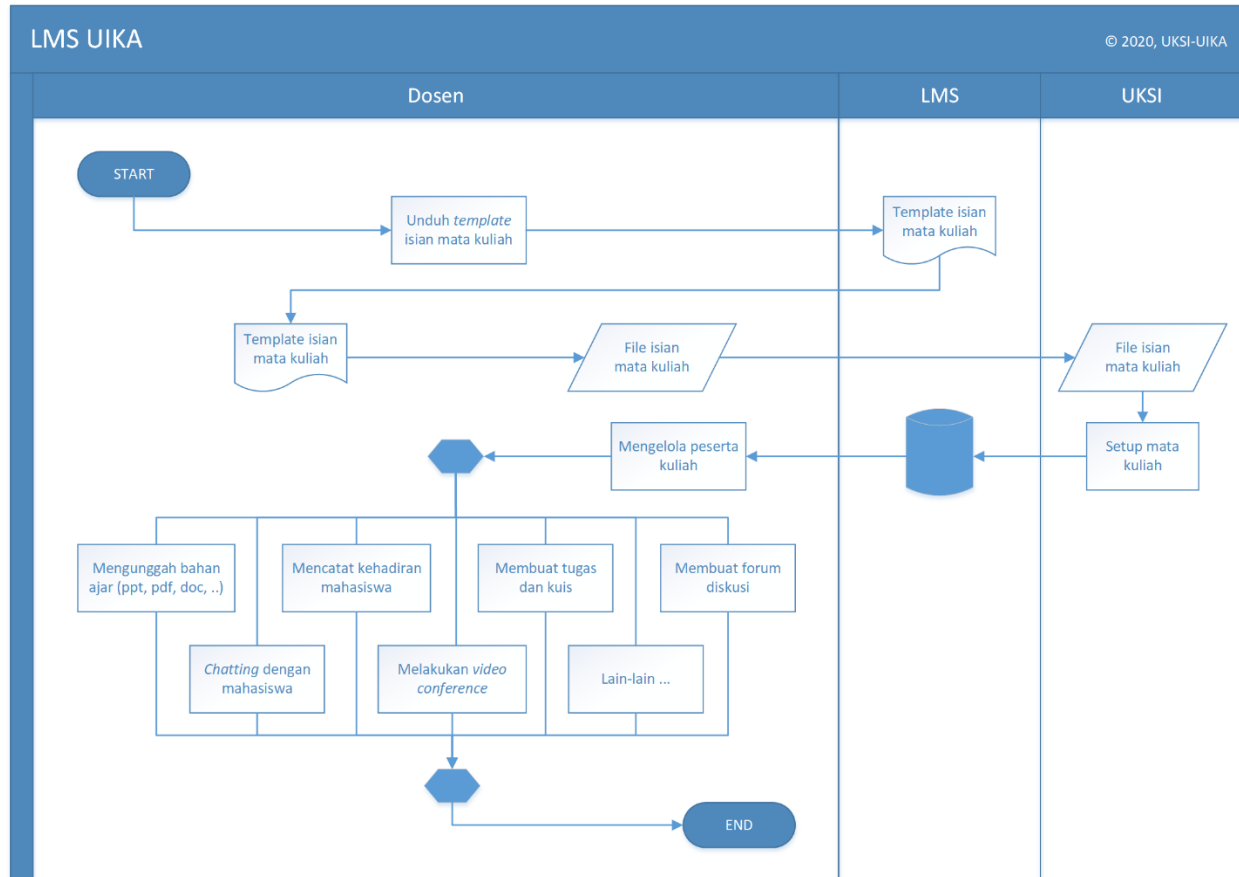 LMS UIKA
© 2020, UKSI-UIKA
Dosen
LMS
UKSI
START
Unduh template
isian mata kuliah
Template isian
mata kuliah
Template isian
mata kuliah
File isian
mata kuliah
File isian
mata kuliah
Mengelola peserta
kuliah
Setup mata
kuliah
Mengunggah bahan
ajar (ppt, pdf, doc, ..)
Mencatat kehadiran
mahasiswa
Membuat tugas
dan kuis
Membuat forum
diskusi
Chatting dengan
mahasiswa
Melakukan video
conference
Lain-lain ...
END